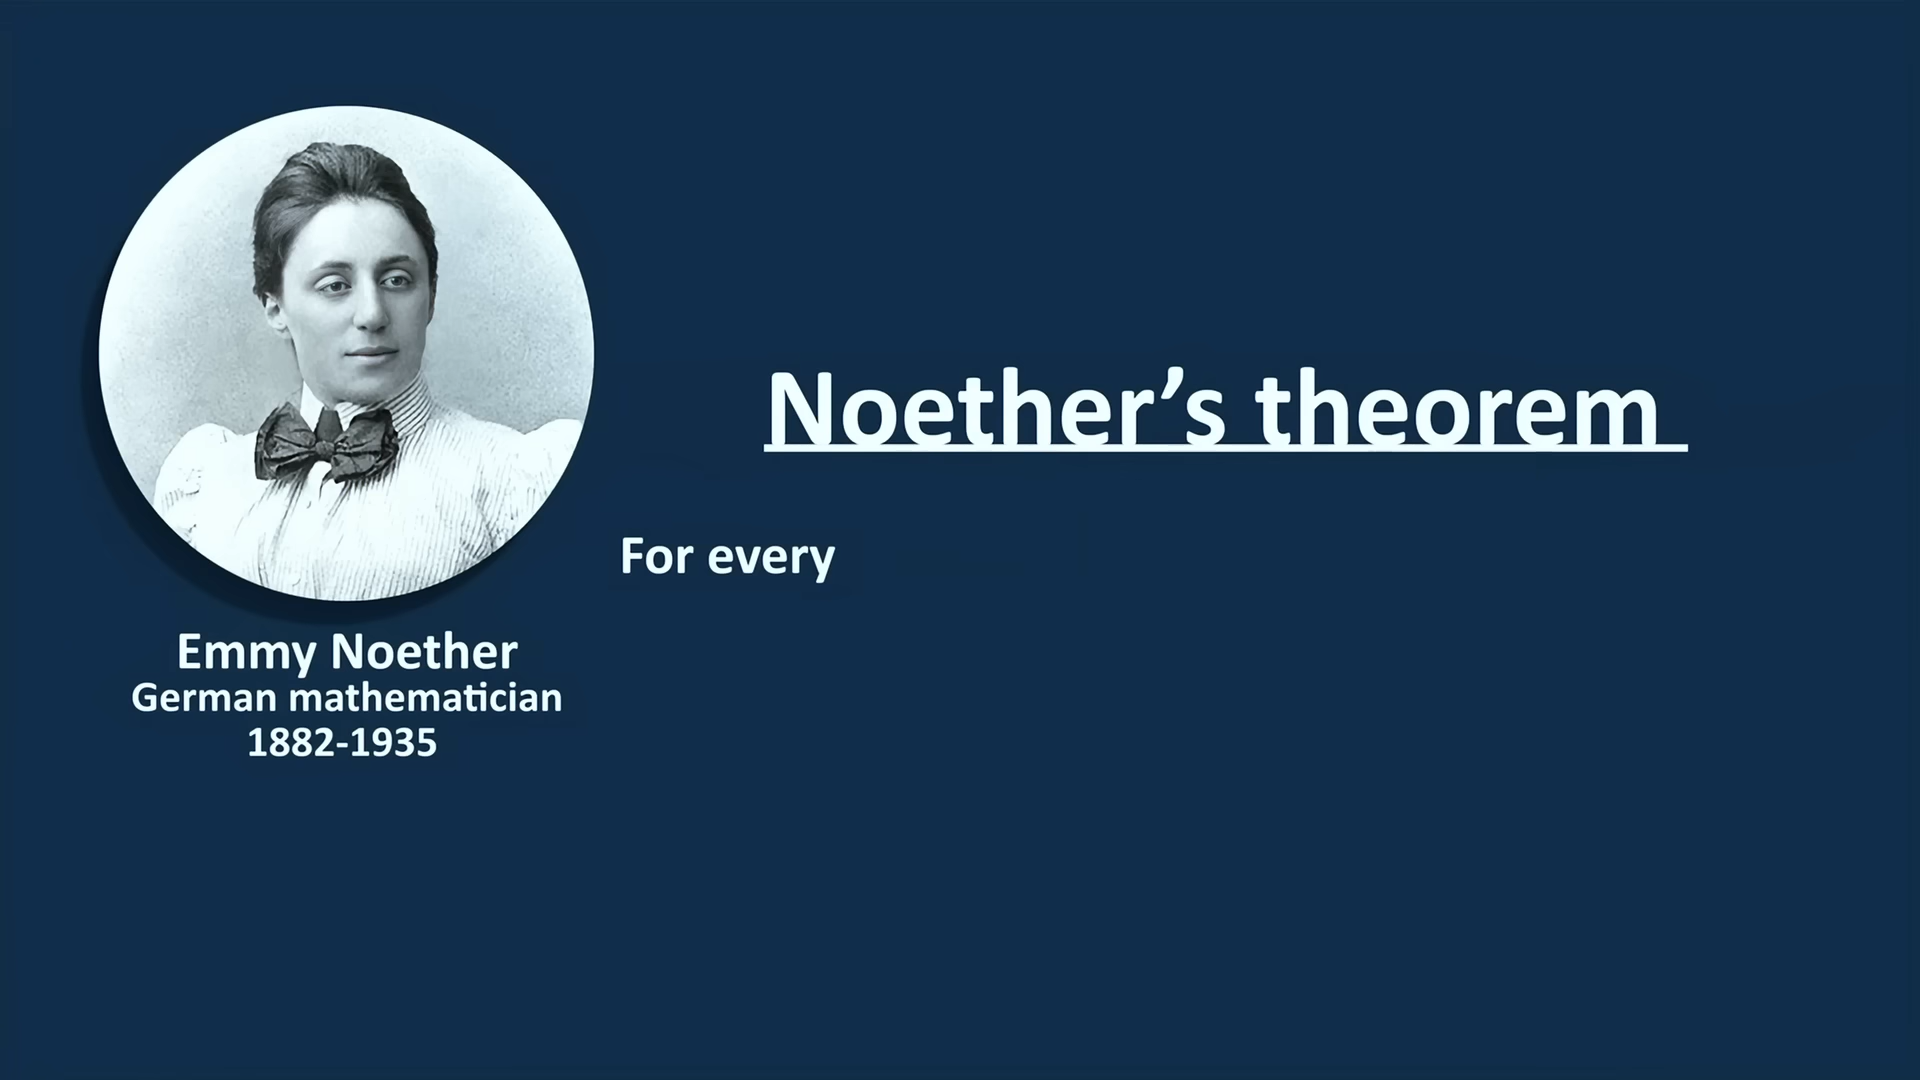 Noether’s theorem
For every
Emmy Noether
German mathematician
1882-1935